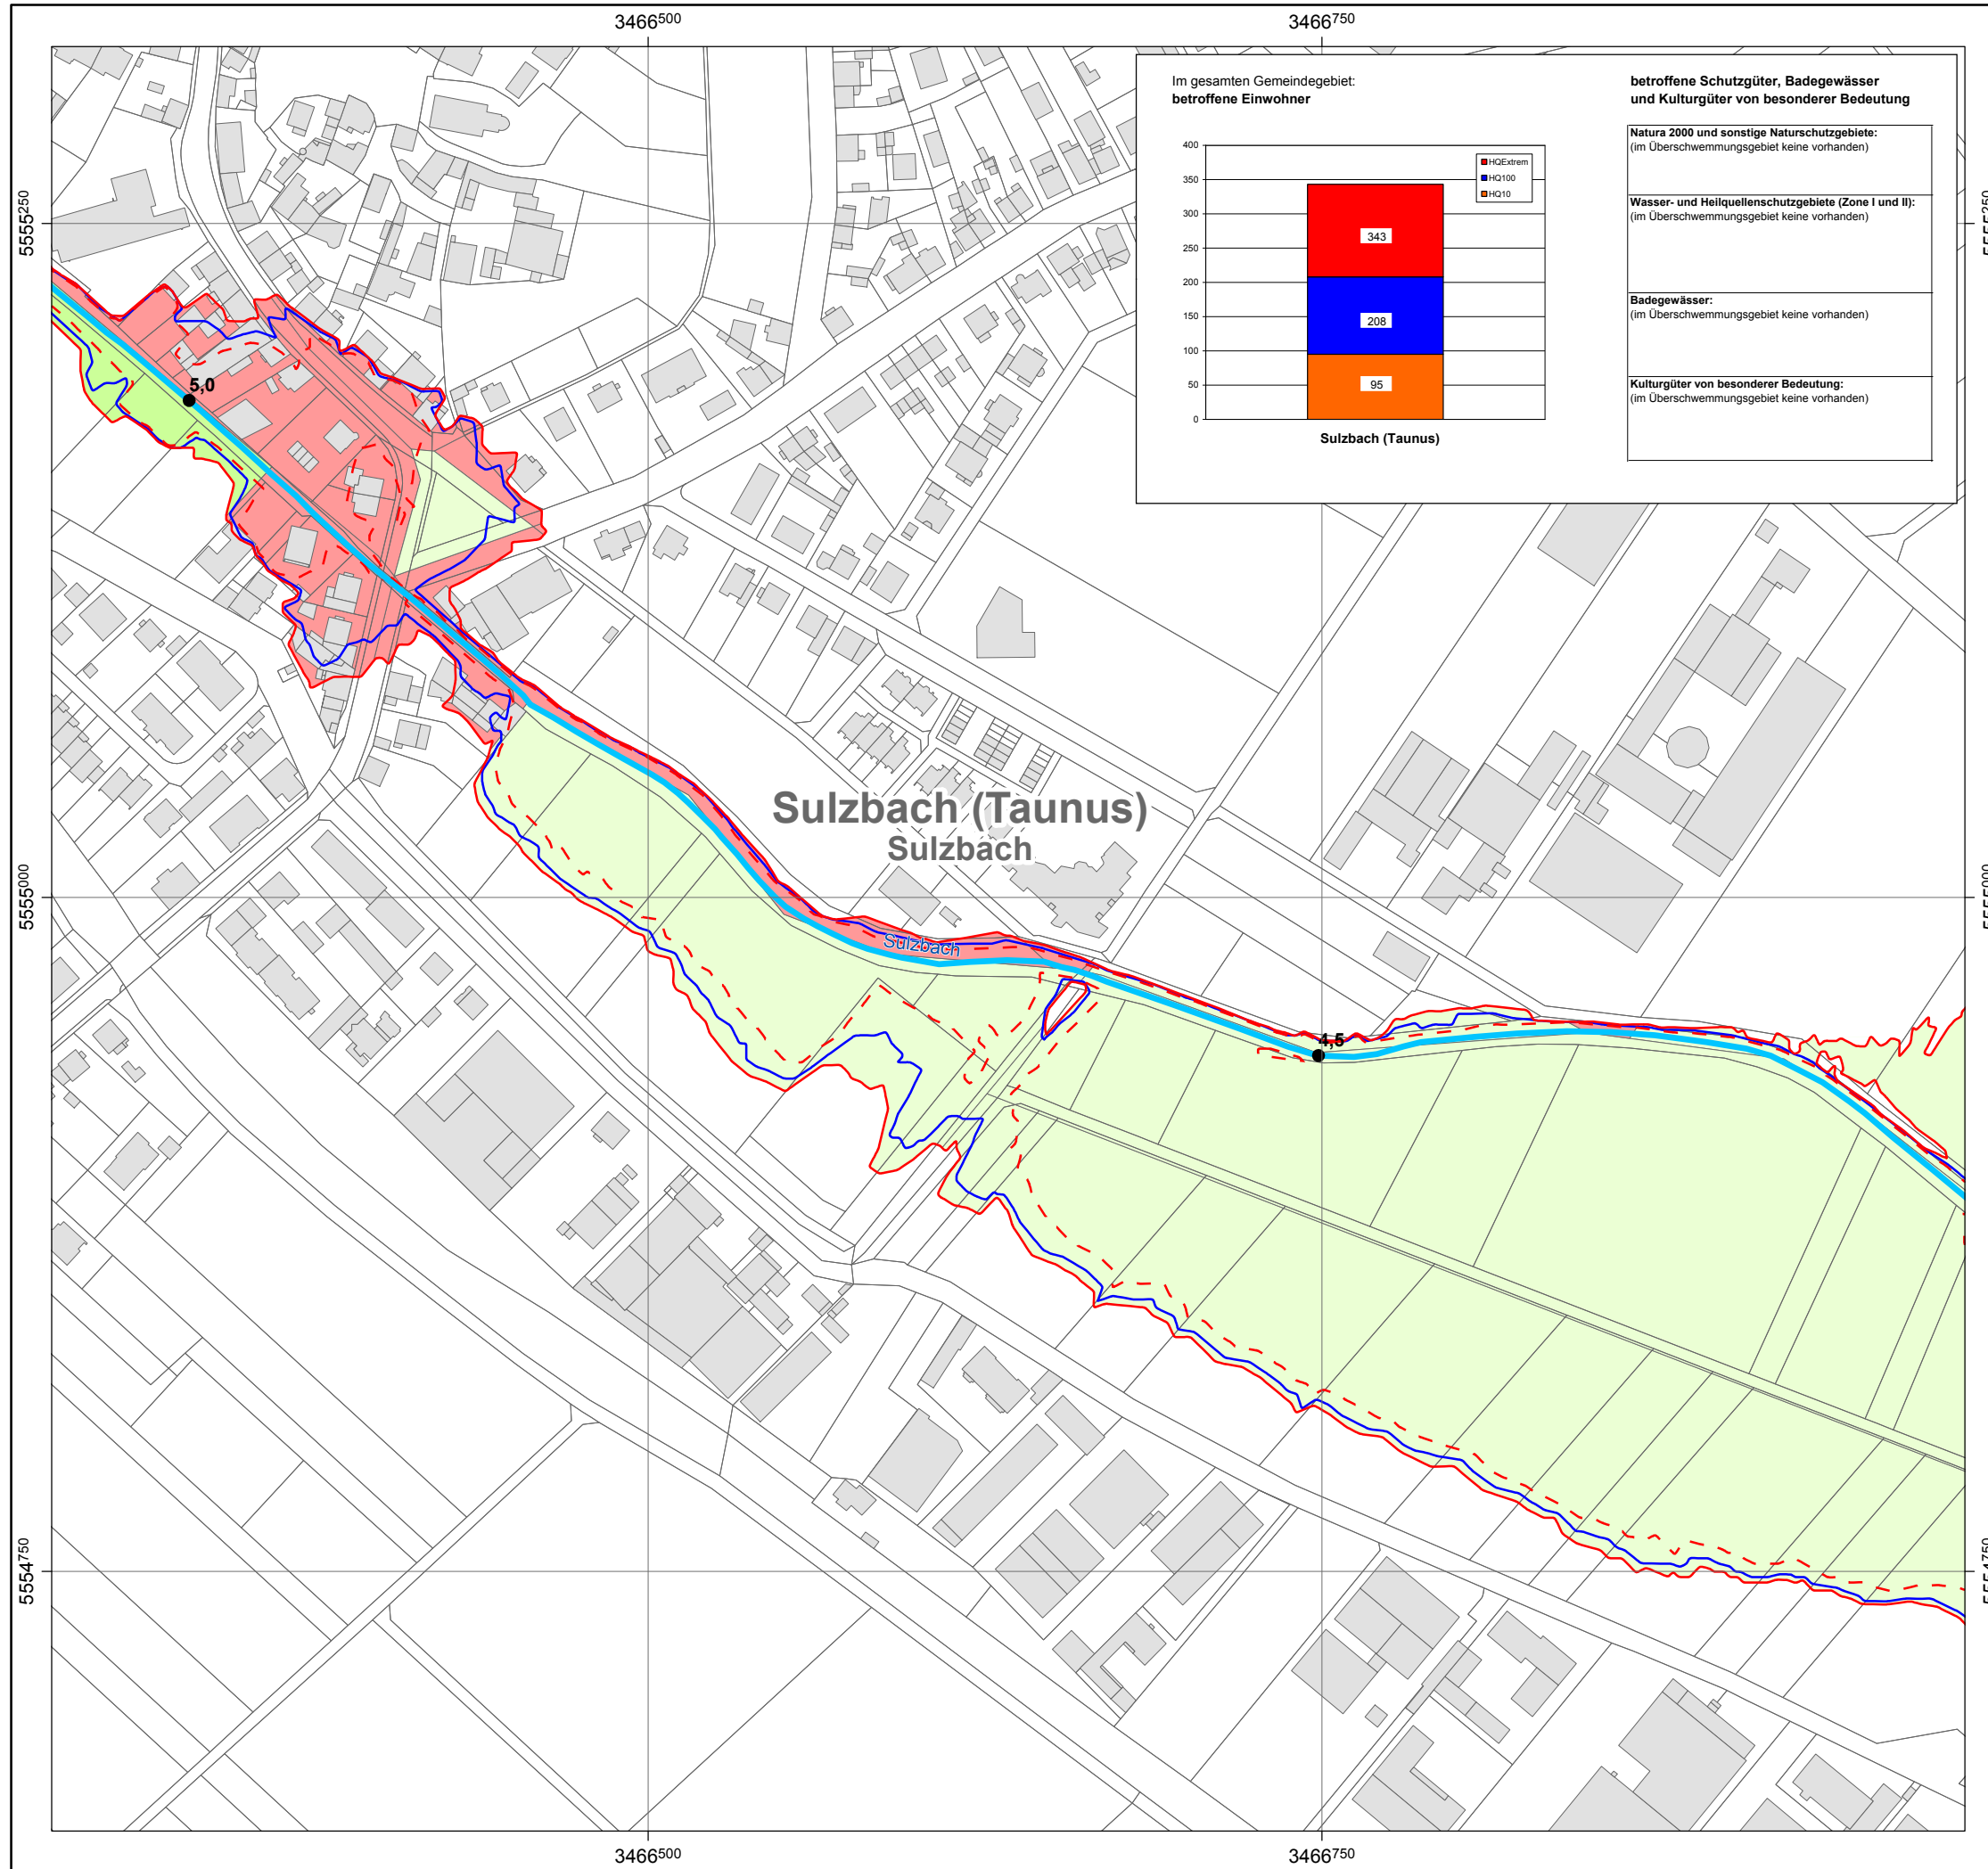 3466500
3466750
Im gesamten Gemeindegebiet:
betroffene Einwohner
400
350
300
250
200
150
100
50
0
HQExtrem
HQ100
HQ10
343
208
95
Sulzbach (Taunus)
betroffene Schutzgüter, Badegewässer
und Kulturgüter von besonderer Bedeutung
Natura 2000 und sonstige Naturschutzgebiete:
(im Überschwemmungsgebiet keine vorhanden)
Wasser- und Heilquellenschutzgebiete (Zone I und II):
(im Überschwemmungsgebiet keine vorhanden)
Badegewässer:
(im Überschwemmungsgebiet keine vorhanden)
Kulturgüter von besonderer Bedeutung:
(im Überschwemmungsgebiet keine vorhanden)
5555250
5555250
5,0
Sulzbach (Taunus)
Sulzbach
5555000
5555000
Sulzbach
4,5
5554750
5554750
3466500
3466750